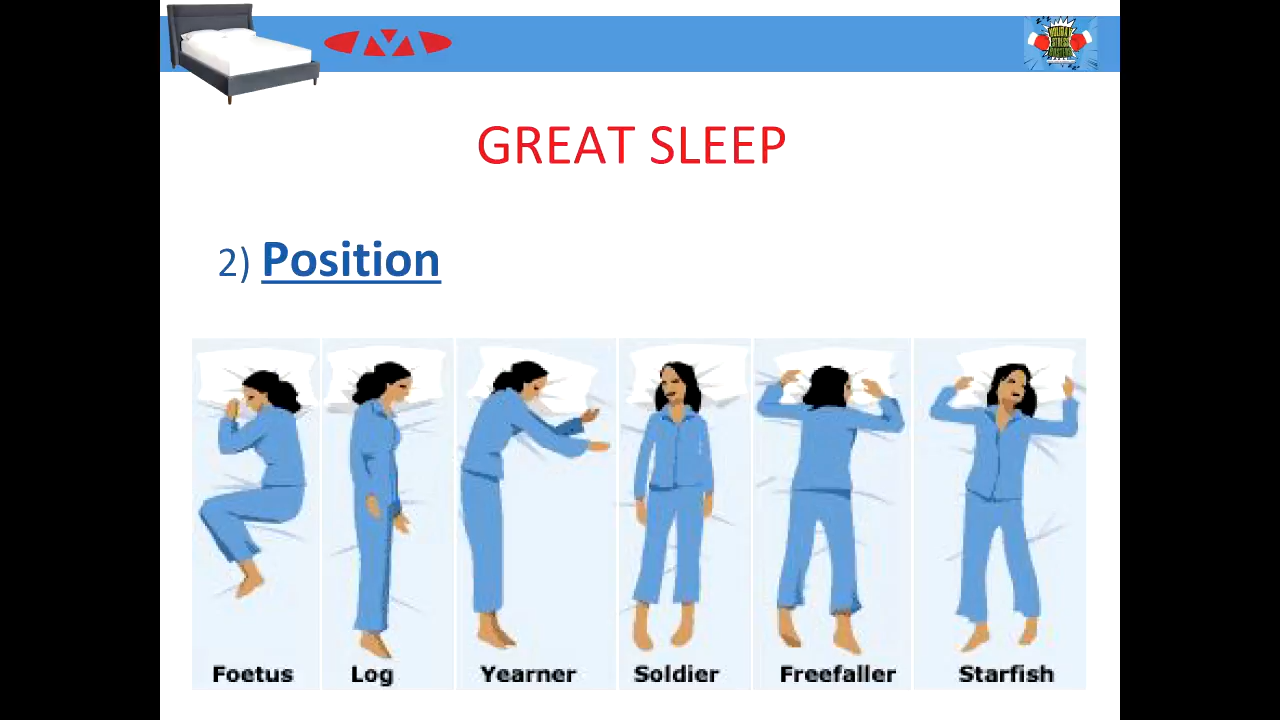 GREAT SLEEP
2) Position
Foetus Log Yearner Soldier Freefaller Starfish